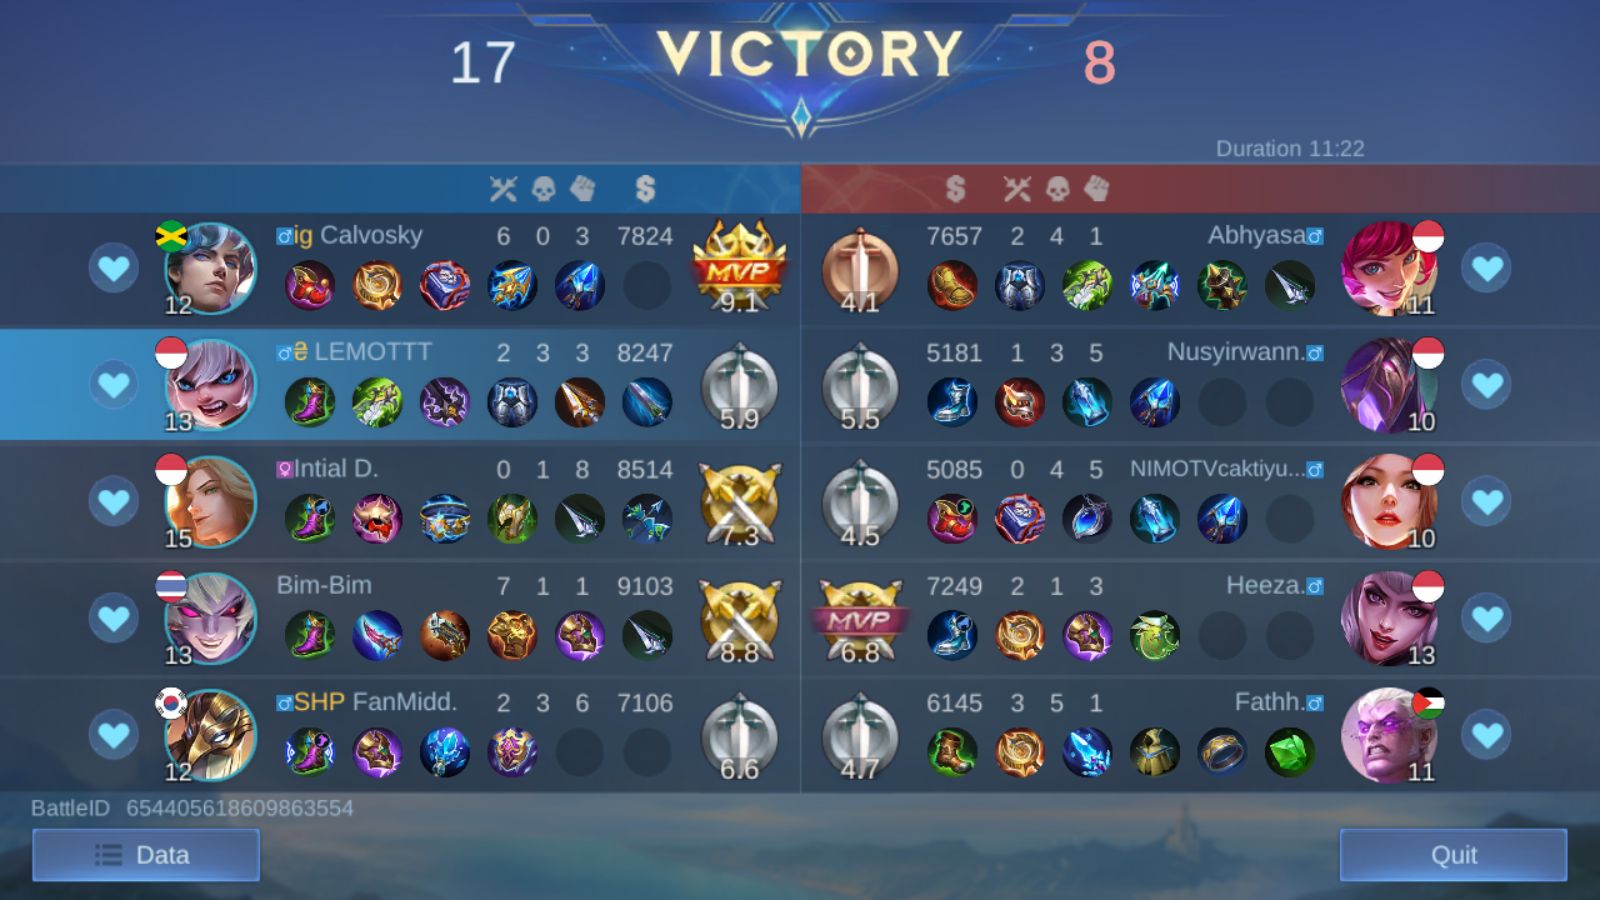 17 VICTORY 8
Duration 11:22
ig Calvosky 6 0 3 7824 MVP 9.1
12
4.1 7657 2 4 1 Abhyasa
11
₴ LEMOTTT 2 3 3 8247 5.9
13
5.5 5181 1 3 5 Nusyirwann.
10
Intial D. 0 1 8 8514 7.3
15
4.5 5085 0 4 5 NIMOTVcaktiyu...
10
Bim-Bim 7 1 1 9103 8.8
13
MVP 6.8 7249 2 1 3 Heeza.
13
SHP FanMidd. 2 3 6 7106 6.6
12
4.7 6145 3 5 1 Fathh.
11
BattleID 654405618609863554
Data
Quit